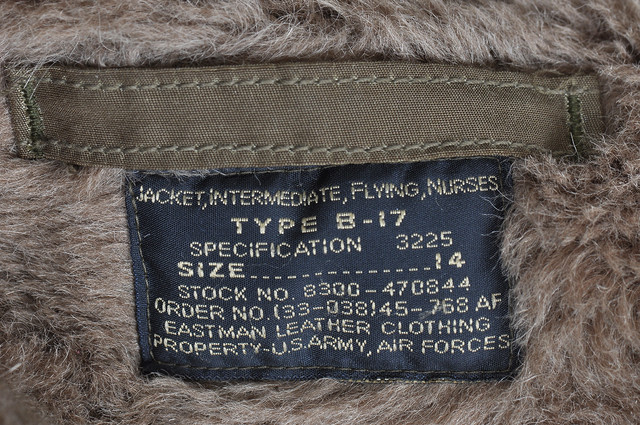 JACKET, INTERMEDIATE, FLYING, NURSES
TYPE B-17
SPECIFICATION 3225
SIZE....................14
STOCK NO. 8300-470844
ORDER NO. (33-038)45-768 AF
EASTMAN LEATHER CLOTHING
PROPERTY-U.S. ARMY, AIR FORCES